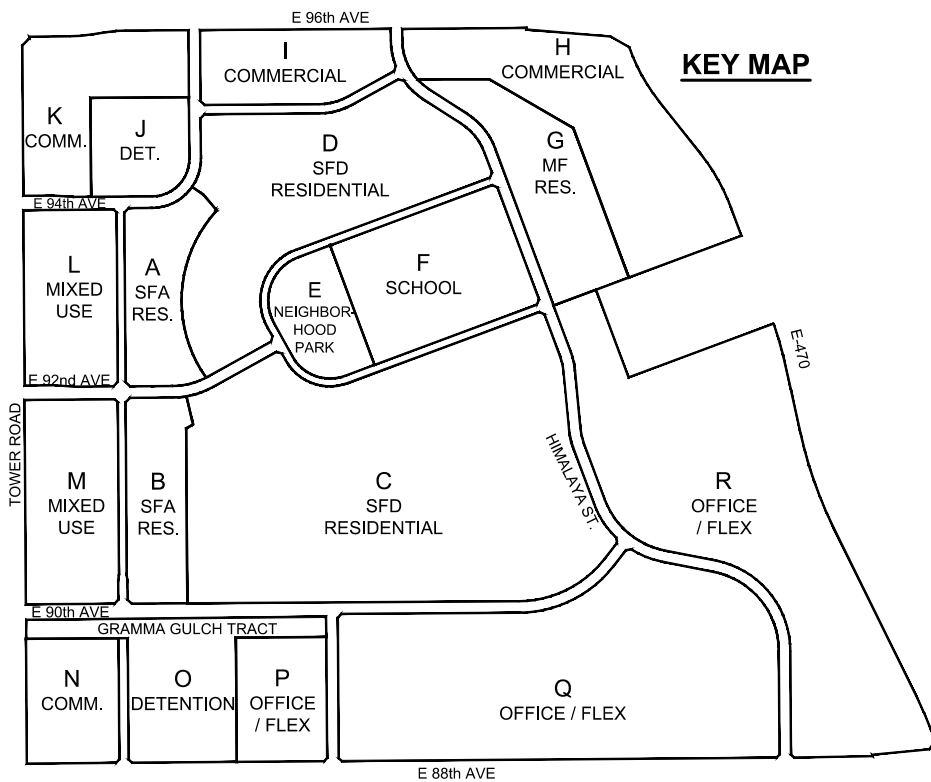 E 96th AVE
KEY MAP
I
COMMERCIAL
H
COMMERCIAL
K
COMM.
J
DET.
D
SFD
RESIDENTIAL
G
MF
RES.
E 94th AVE
L
MIXED
USE
A
SFA
RES.
E
NEIGHBOR-
HOOD
PARK
F
SCHOOL
E-470
E 92nd AVE
TOWER ROAD
M
MIXED
USE
B
SFA
RES.
C
SFD
RESIDENTIAL
HIMALAYA ST.
R
OFFICE
/ FLEX
E 90th AVE
GRAMMA GULCH TRACT
N
COMM.
O
DETENTION
P
OFFICE
/ FLEX
Q
OFFICE / FLEX
E 88th AVE